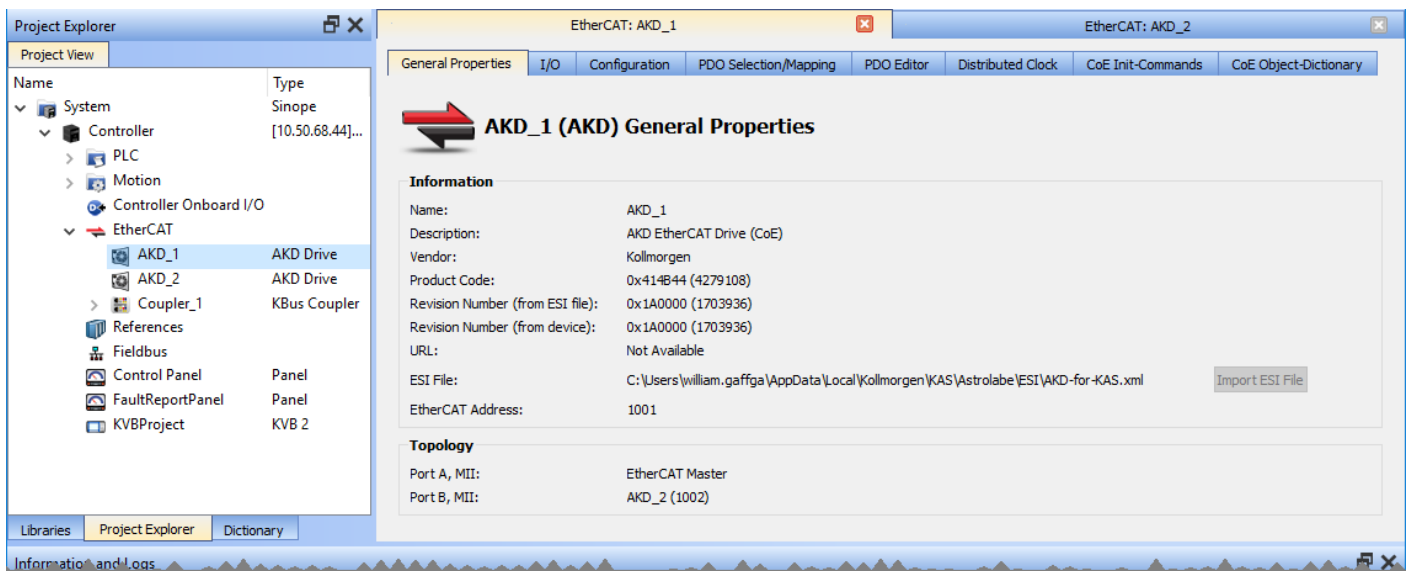 Project Explorer
Project View
Name Type
System Sinope
Controller [10.50.68.44]...
PLC
Motion
Controller Onboard I/O
EtherCAT
AKD_1 AKD Drive
AKD_2 AKD Drive
Coupler_1 KBus Coupler
References
Fieldbus
Control Panel Panel
FaultReportPanel Panel
KVBProject KVB 2
Libraries Project Explorer Dictionary
EtherCAT: AKD_1 EtherCAT: AKD_2
General Properties I/O Configuration PDO Selection/Mapping PDO Editor Distributed Clock CoE Init-Commands CoE Object-Dictionary
AKD_1 (AKD) General Properties
Information
Name: AKD_1
Description: AKD EtherCAT Drive (CoE)
Vendor: Kollmorgen
Product Code: 0x414B44 (4279108)
Revision Number (from ESI file): 0x1A0000 (1703936)
Revision Number (from device): 0x1A0000 (1703936)
URL: Not Available
ESI File: C:\Users\william.gaffga\AppData\Local\Kollmorgen\KAS\Astrolabe\ESI\AKD-for-KAS.xml Import ESI File
EtherCAT Address: 1001
Topology
Port A, MII: EtherCAT Master
Port B, MII: AKD_2 (1002)
Information and Logs